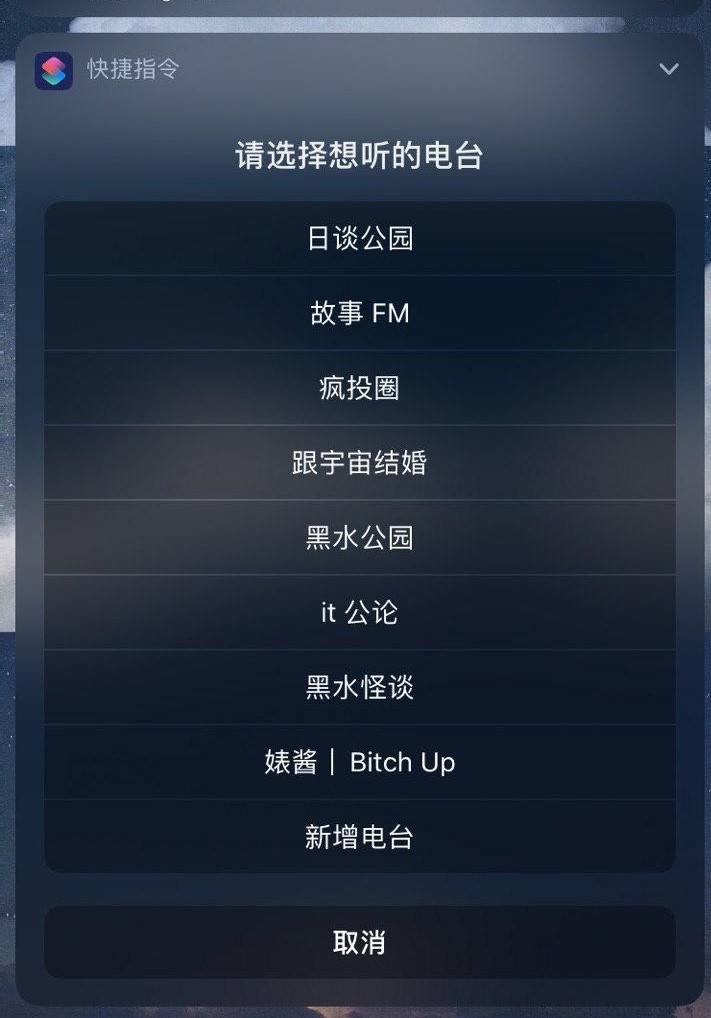 快捷指令
请选择想听的电台
日谈公园
故事 FM
疯投圈
跟宇宙结婚
黑水公园
it 公论
黑水怪谈
婊酱｜ Bitch Up
新增电台
取消